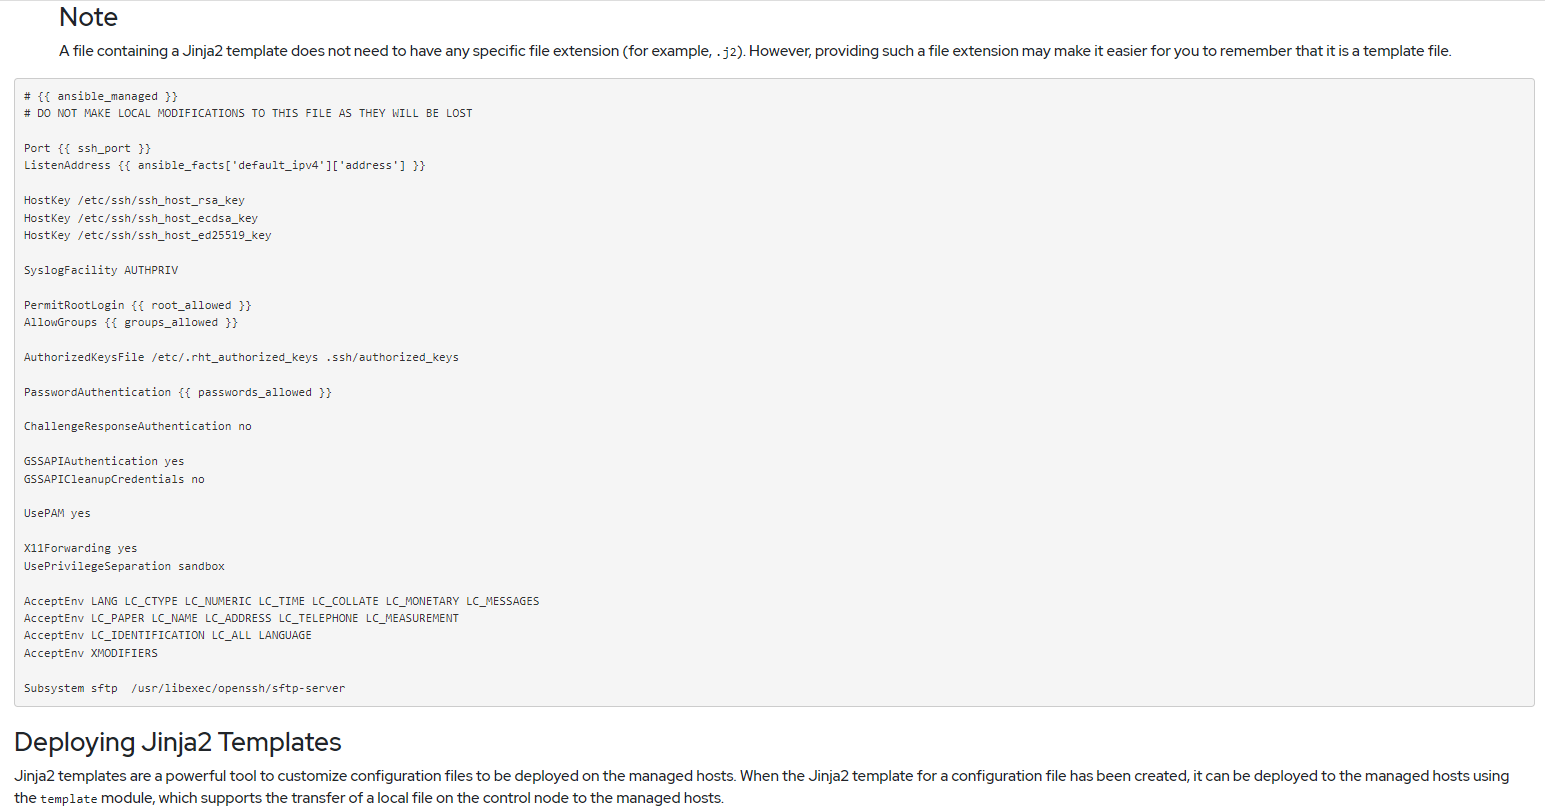 Note
A file containing a Jinja2 template does not need to have any specific file extension (for example, .j2). However, providing such a file extension may make it easier for you to remember that it is a template file.
# {{ ansible_managed }}
# DO NOT MAKE LOCAL MODIFICATIONS TO THIS FILE AS THEY WILL BE LOST
Port {{ ssh_port }}
ListenAddress {{ ansible_facts['default_ipv4']['address'] }}
HostKey /etc/ssh/ssh_host_rsa_key
HostKey /etc/ssh/ssh_host_ecdsa_key
HostKey /etc/ssh/ssh_host_ed25519_key
SyslogFacility AUTHPRIV
PermitRootLogin {{ root_allowed }}
AllowGroups {{ groups_allowed }}
AuthorizedKeysFile /etc/.rht_authorized_keys .ssh/authorized_keys
PasswordAuthentication {{ passwords_allowed }}
ChallengeResponseAuthentication no
GSSAPIAuthentication yes
GSSAPICleanupCredentials no
UsePAM yes
X11Forwarding yes
UsePrivilegeSeparation sandbox
AcceptEnv LANG LC_CTYPE LC_NUMERIC LC_TIME LC_COLLATE LC_MONETARY LC_MESSAGES
AcceptEnv LC_PAPER LC_NAME LC_ADDRESS LC_TELEPHONE LC_MEASUREMENT
AcceptEnv LC_IDENTIFICATION LC_ALL LANGUAGE
AcceptEnv XMODIFIERS
Subsystem sftp  /usr/libexec/openssh/sftp-server
Deploying Jinja2 Templates
Jinja2 templates are a powerful tool to customize configuration files to be deployed on the managed hosts. When the Jinja2 template for a configuration file has been created, it can be deployed to the managed hosts using
the template module, which supports the transfer of a local file on the control node to the managed hosts.